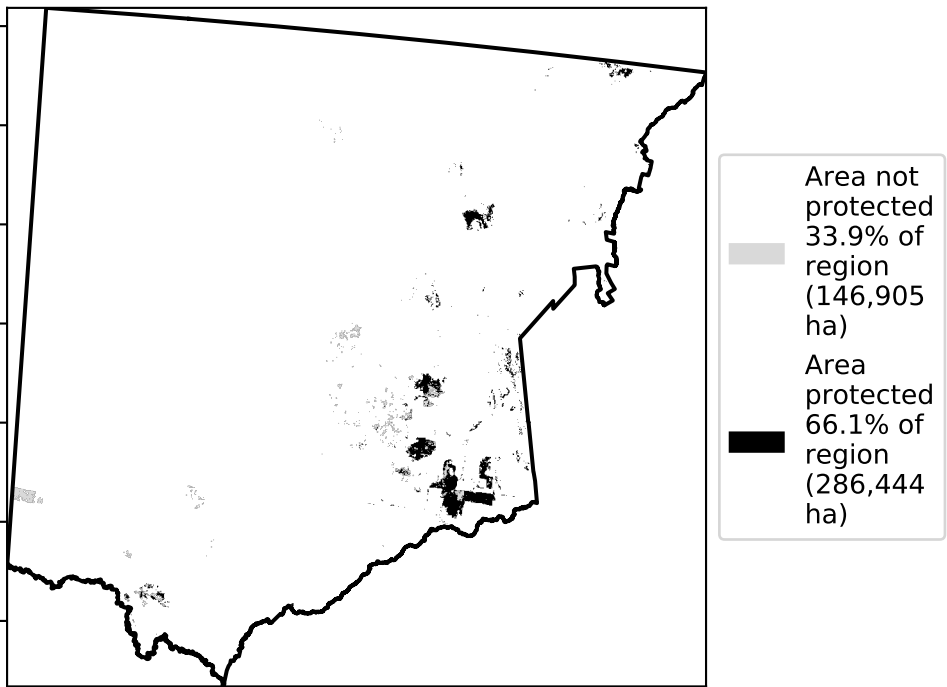 Area not
protected
33.9% of
region
(146,905
ha)
Area
protected
66.1% of
region
(286,444
ha)